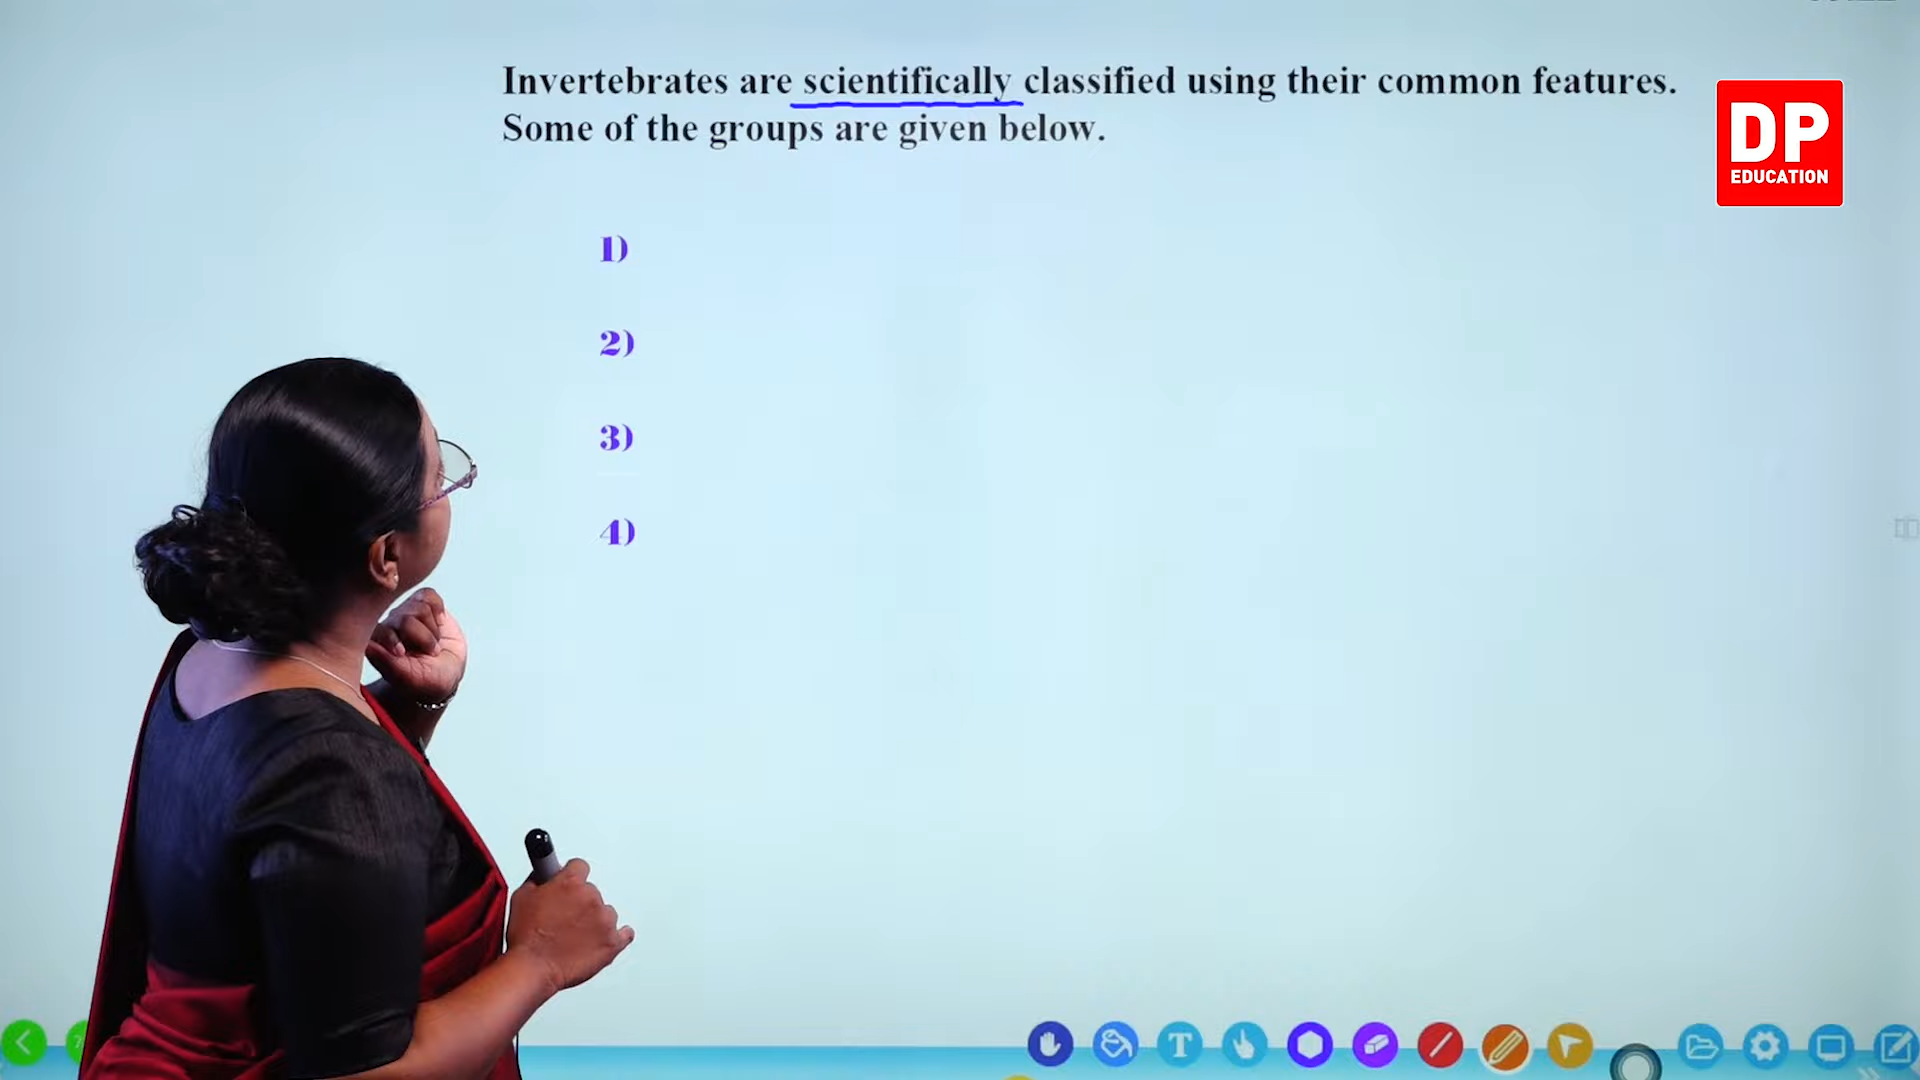 Invertebrates are scientifically classified using their common features.
Some of the groups are given below.
DP
EDUCATION
1)
2)
3)
4)